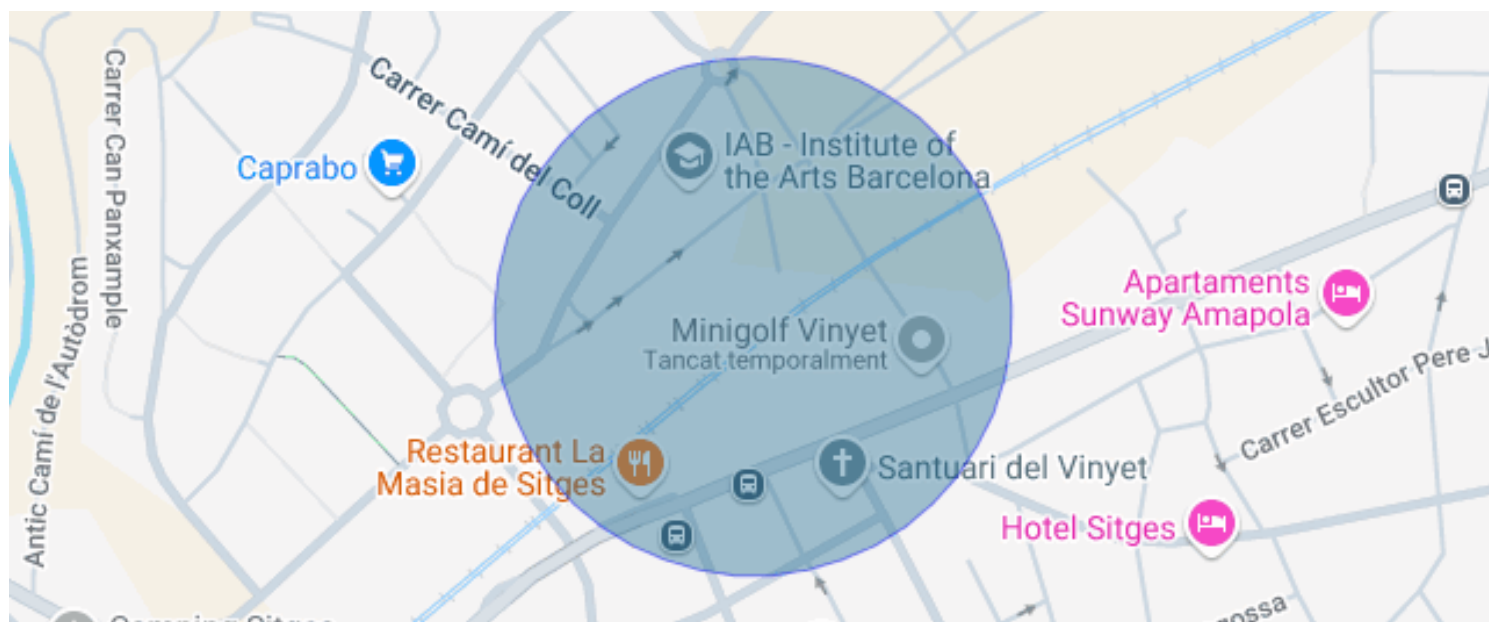 Carrer Can Panxample
Carrer Camí del Coll
Caprabo
IAB - Institute of
the Arts Barcelona
Antic Camí de l'Autòdrom
Apartaments
Sunway Amapola
Minigolf Vinyet
Tancat temporalment
Carrer Escultor Pere J
Restaurant La
Masia de Sitges
Santuari del Vinyet
Hotel Sitges
ossa